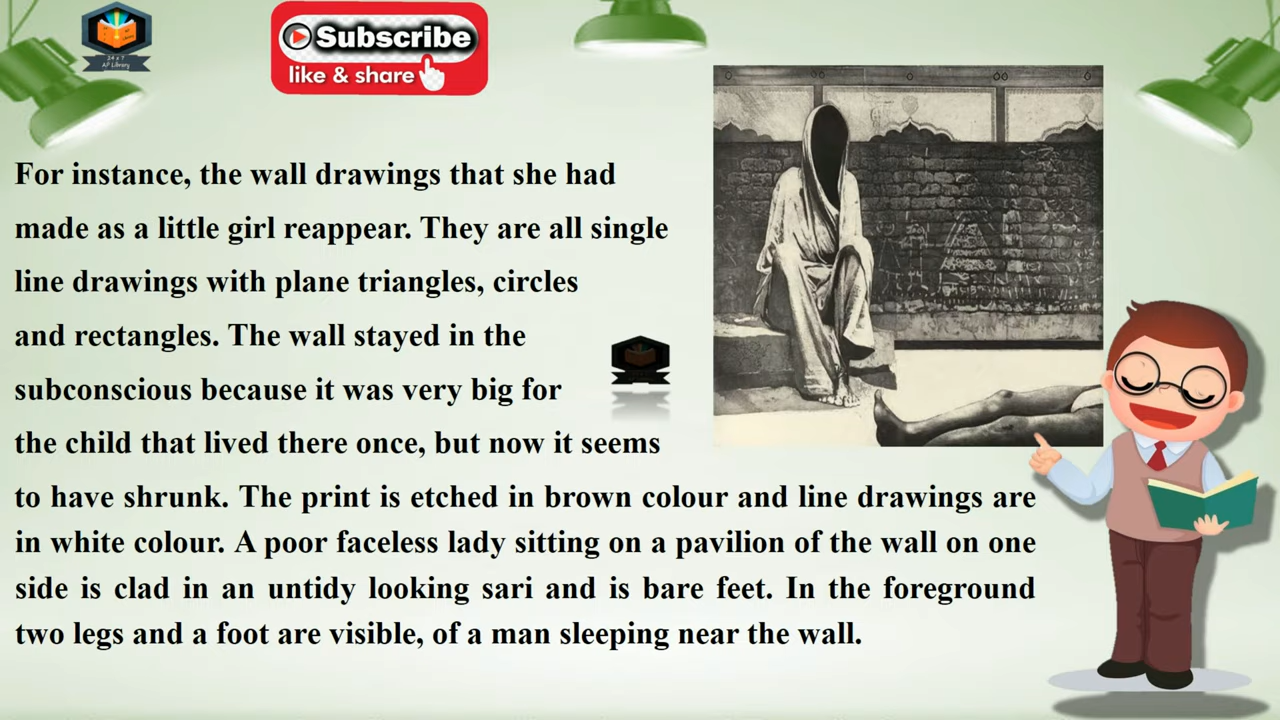 24 x 7
AP Library
Subscribe
like & share
For instance, the wall drawings that she had
made as a little girl reappear. They are all single
line drawings with plane triangles, circles
and rectangles. The wall stayed in the
subconscious because it was very big for
the child that lived there once, but now it seems
to have shrunk. The print is etched in brown colour and line drawings are
in white colour. A poor faceless lady sitting on a pavilion of the wall on one
side is clad in an untidy looking sari and is bare feet. In the foreground
two legs and a foot are visible, of a man sleeping near the wall.